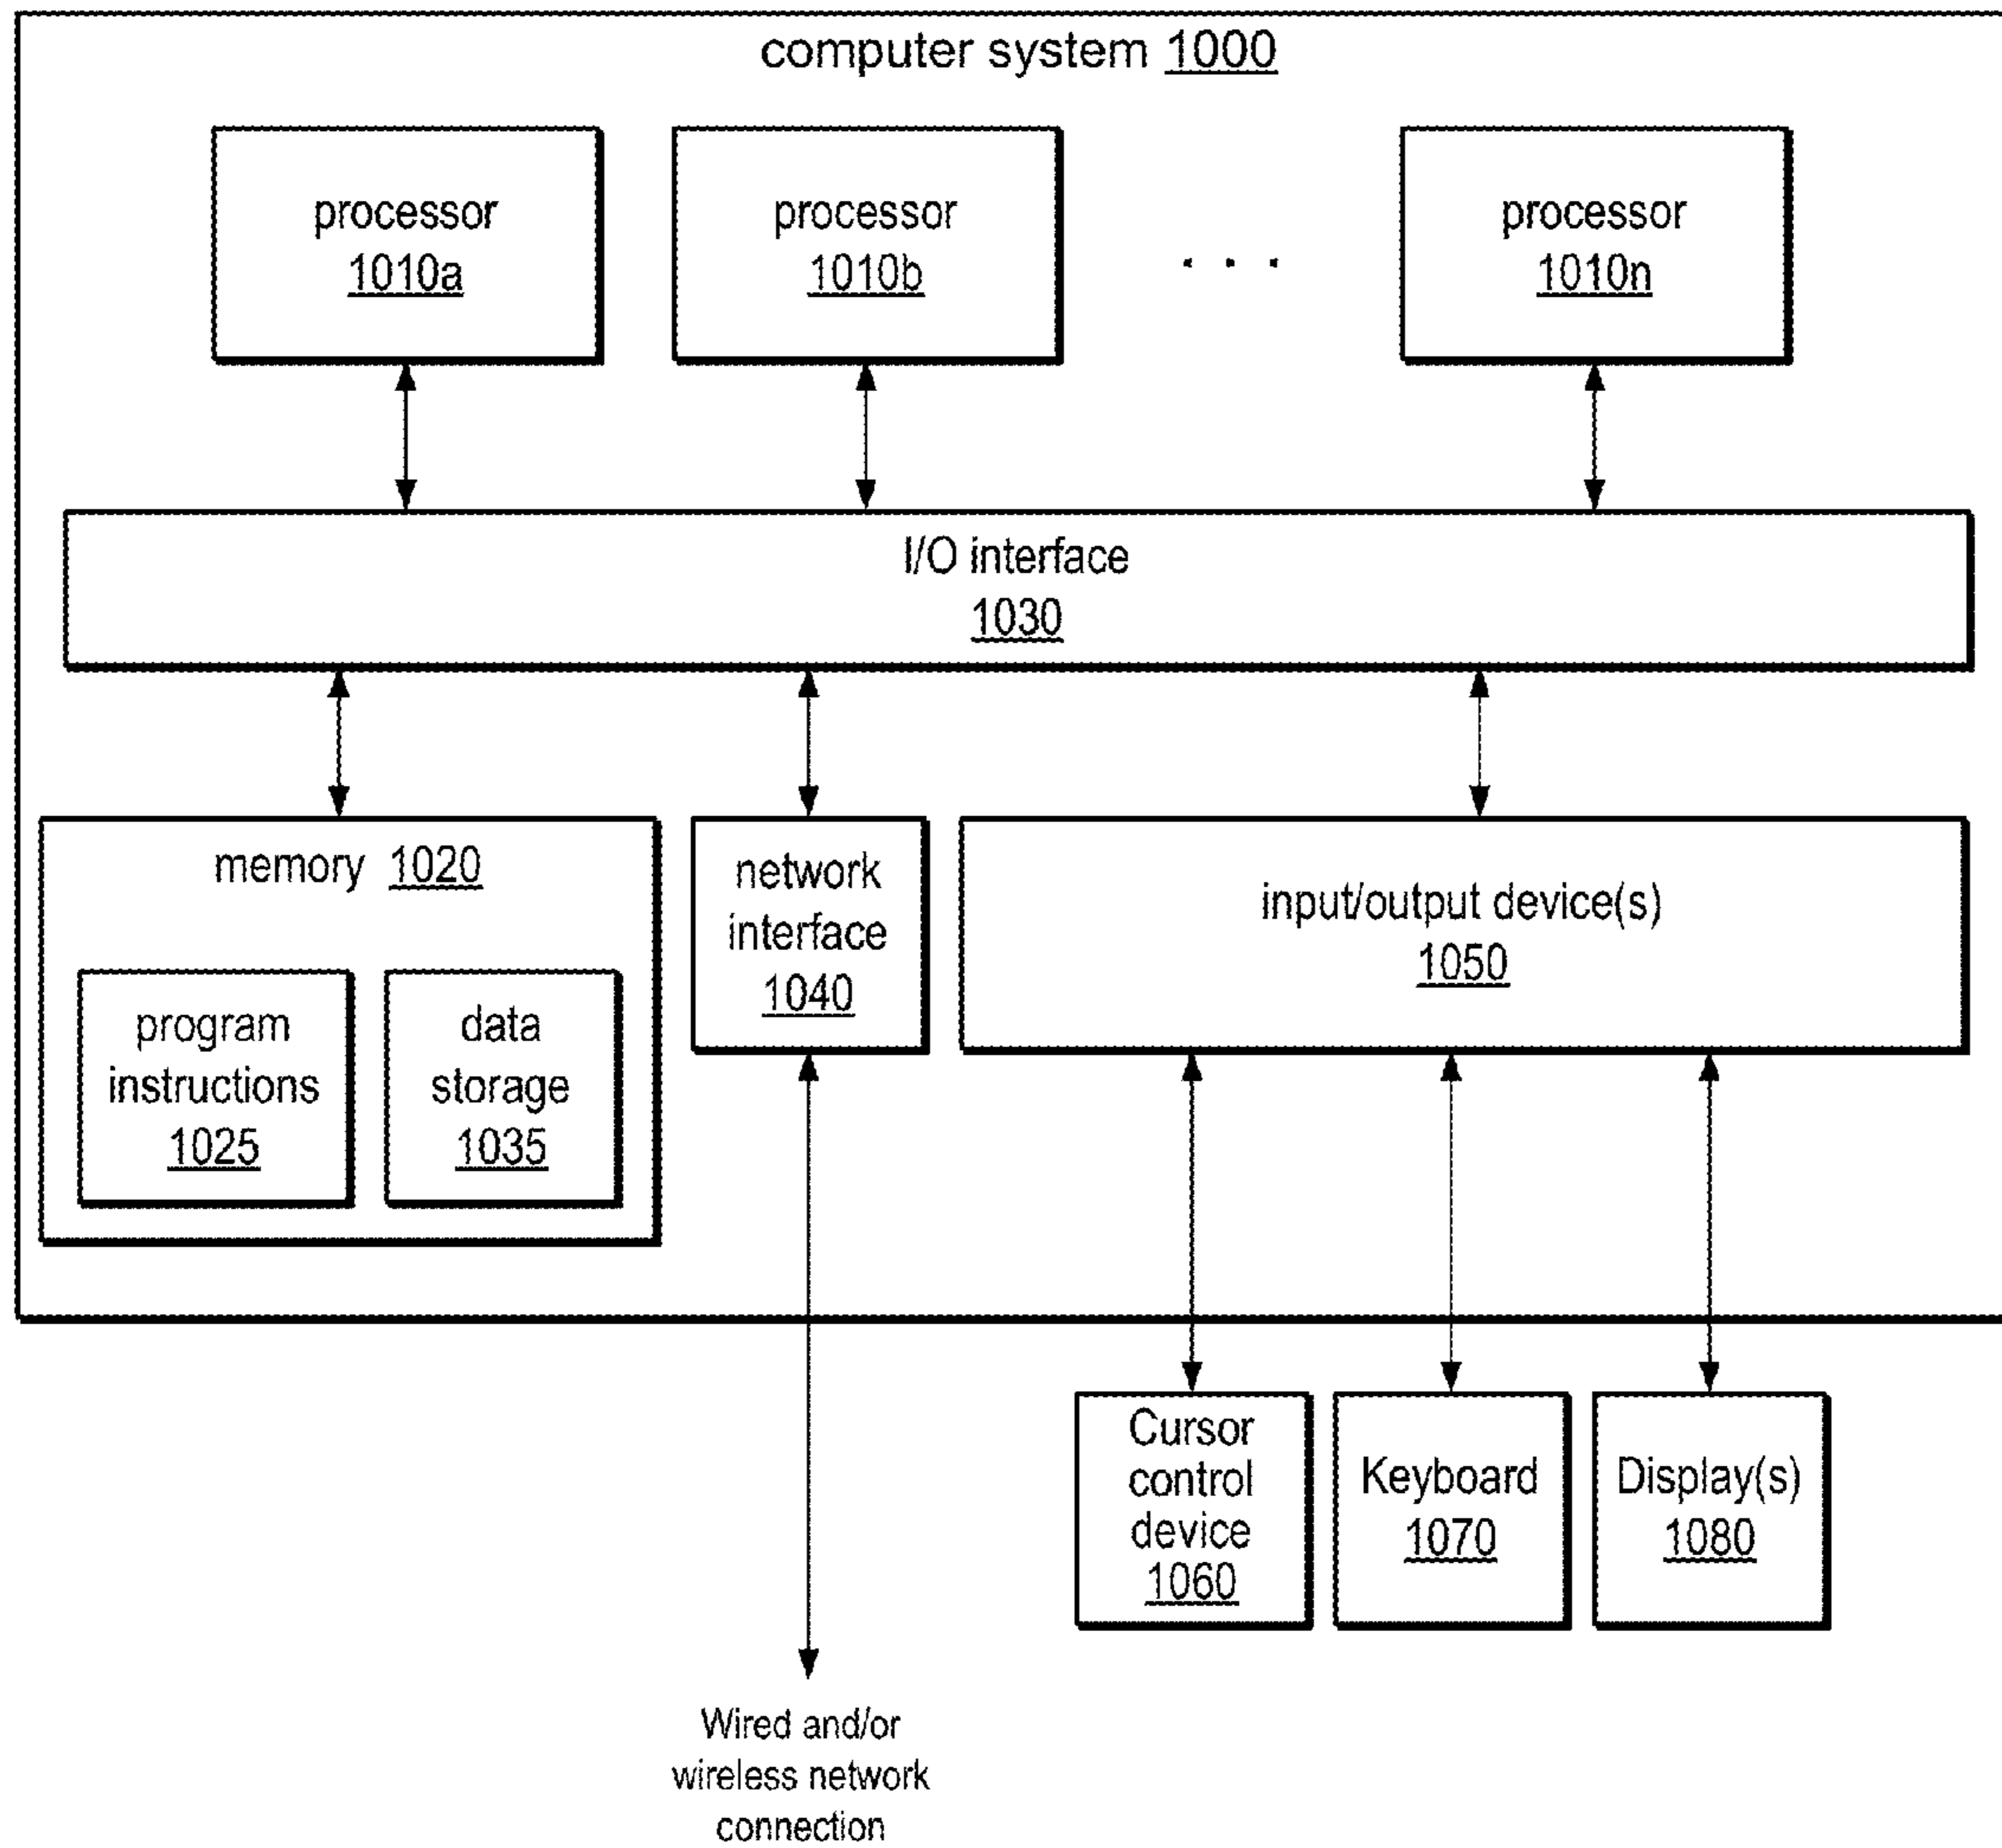 computer system 1000
processor
1010a
processor
1010b
. . .
processor
1010n
I/O interface
1030
memory 1020
program
instructions
1025
data
storage
1035
network
interface
1040
input/output device(s)
1050
Cursor
control
device
1060
Keyboard
1070
Display(s)
1080
Wired and/or
wireless network
connection